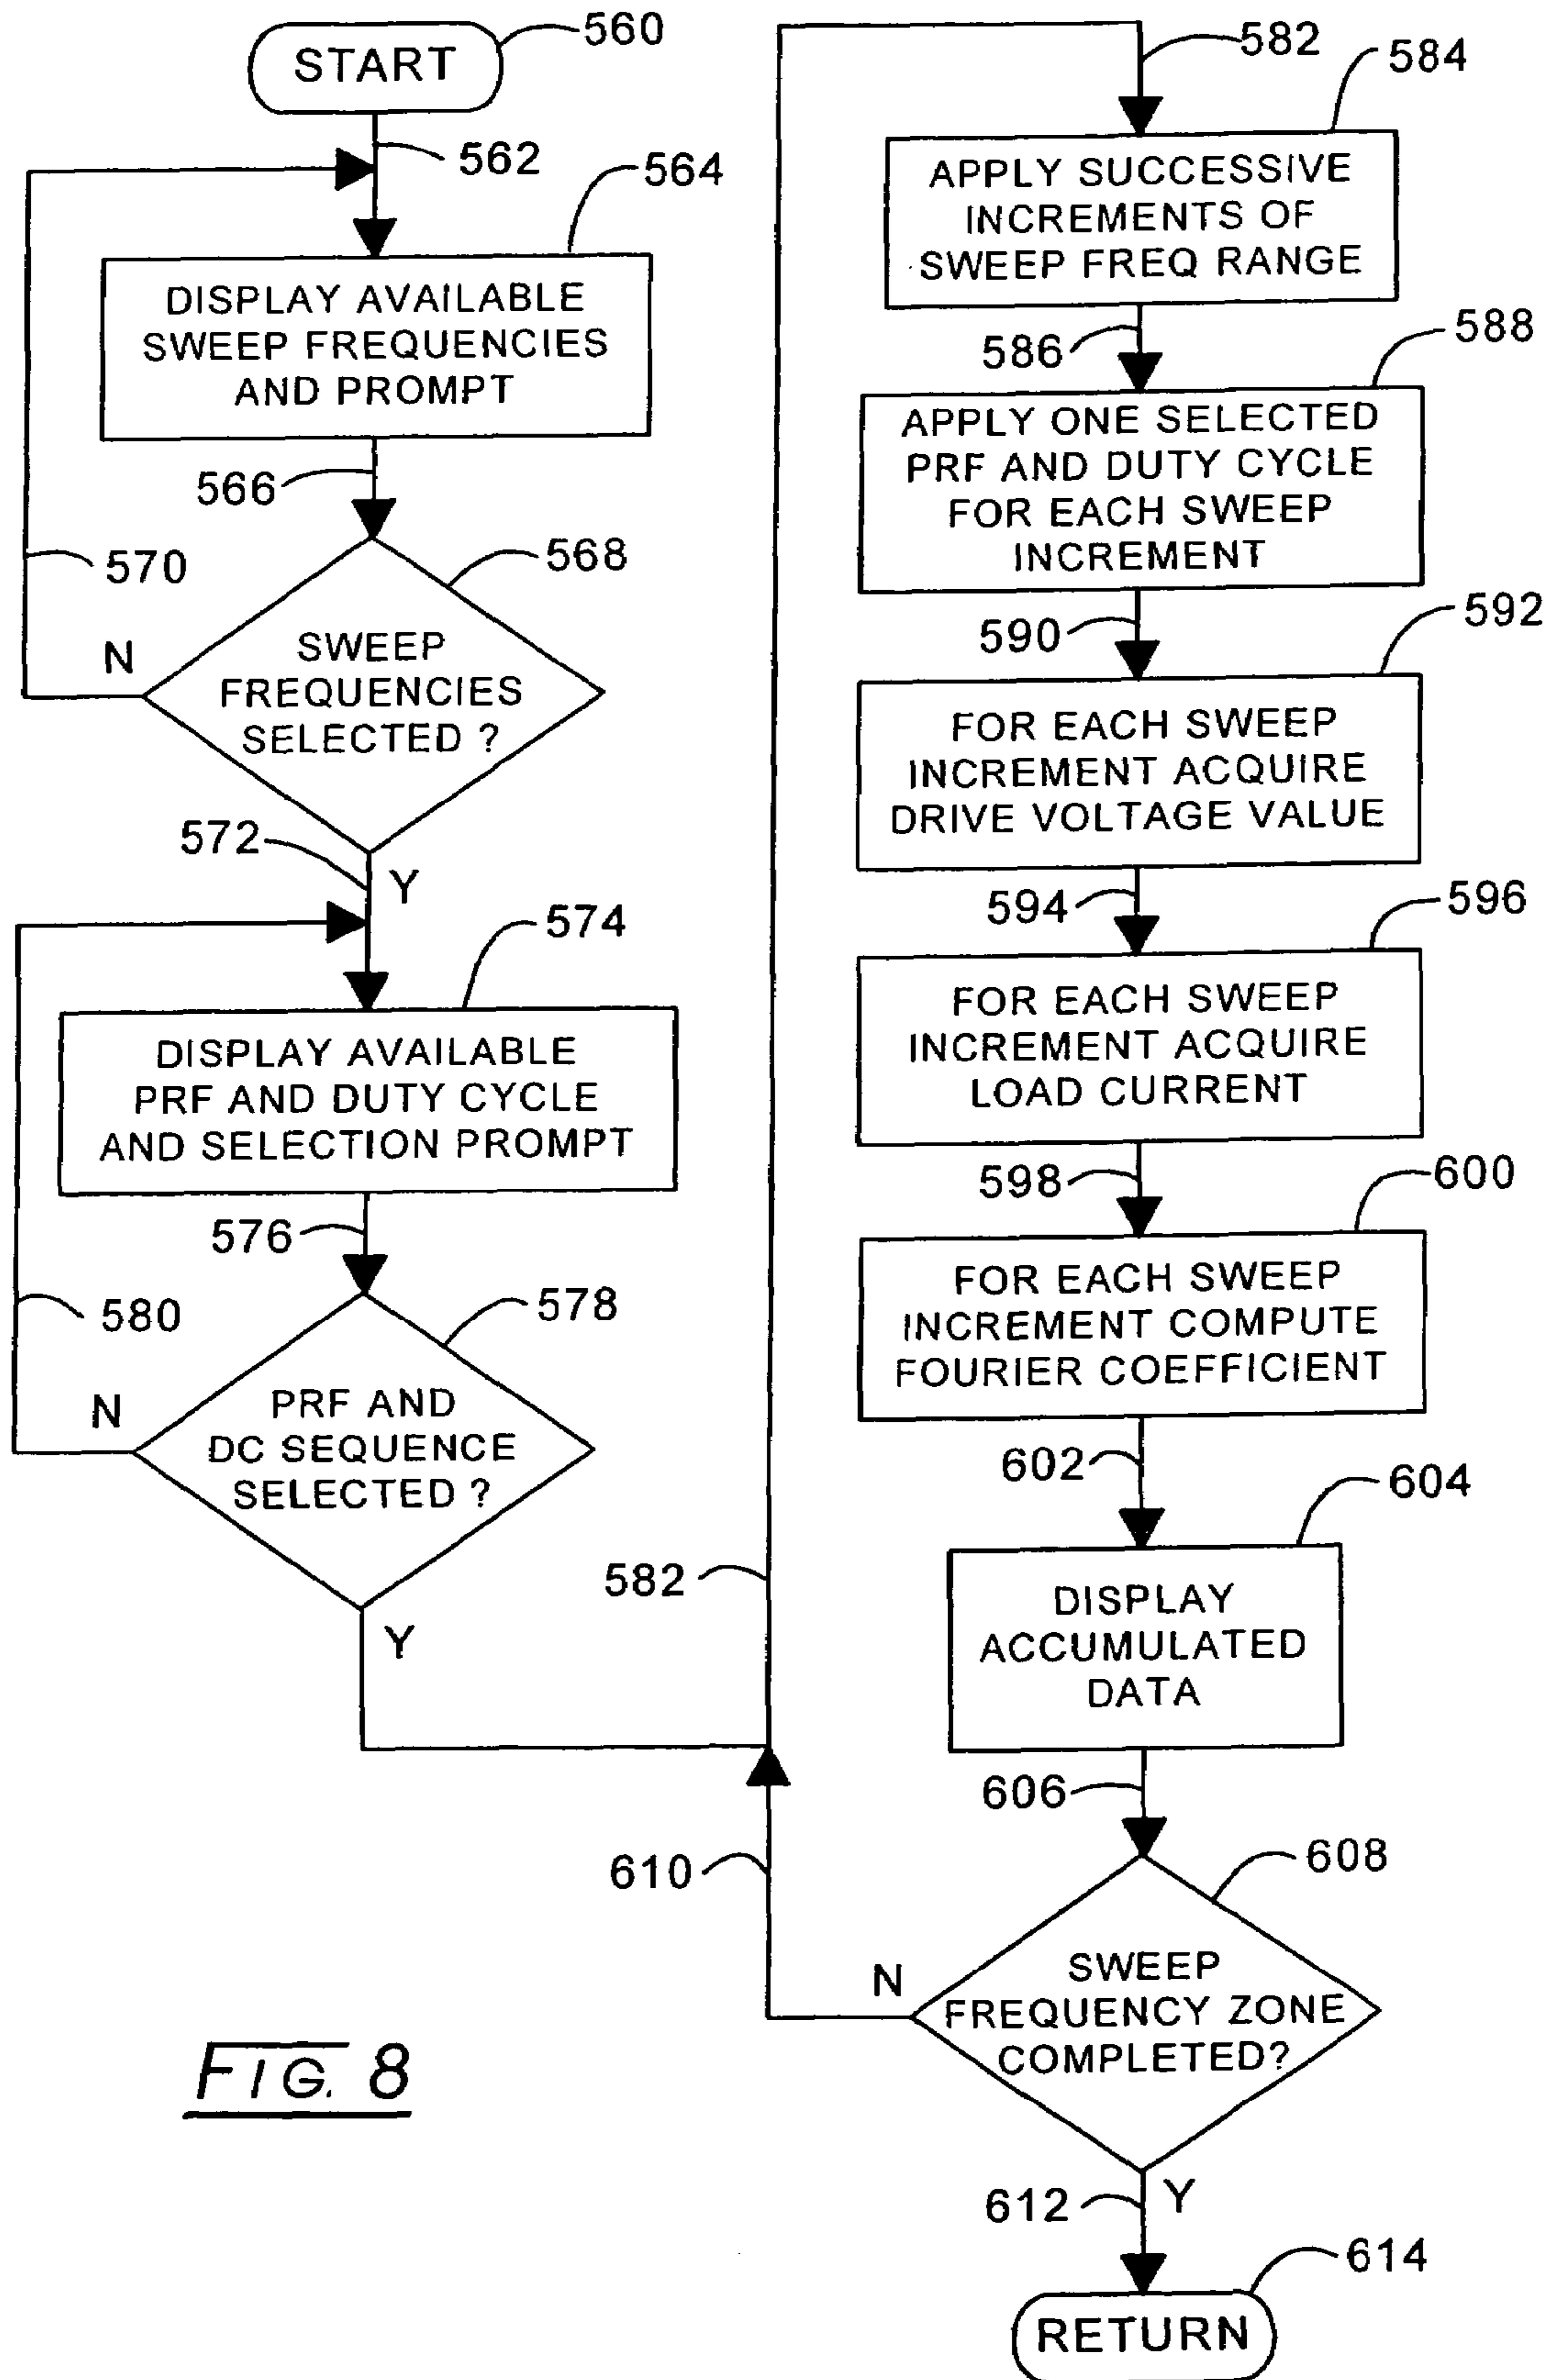 START
560
562
564
DISPLAY AVAILABLE
SWEEP FREQUENCIES
AND PROMPT
566
568
570
N
SWEEP
FREQUENCIES
SELECTED ?
572
Y
574
DISPLAY AVAILABLE
PRF AND DUTY CYCLE
AND SELECTION PROMPT
576
578
580
N
PRF AND
DC SEQUENCE
SELECTED ?
Y
582
582
584
APPLY SUCCESSIVE
INCREMENTS OF
SWEEP FREQ RANGE
586
588
APPLY ONE SELECTED
PRF AND DUTY CYCLE
FOR EACH SWEEP
INCREMENT
590
592
FOR EACH SWEEP
INCREMENT ACQUIRE
DRIVE VOLTAGE VALUE
594
596
FOR EACH SWEEP
INCREMENT ACQUIRE
LOAD CURRENT
598
600
FOR EACH SWEEP
INCREMENT COMPUTE
FOURIER COEFFICIENT
602
604
DISPLAY
ACCUMULATED
DATA
606
608
610
N
SWEEP
FREQUENCY ZONE
COMPLETED?
612
Y
614
RETURN
FIG. 8